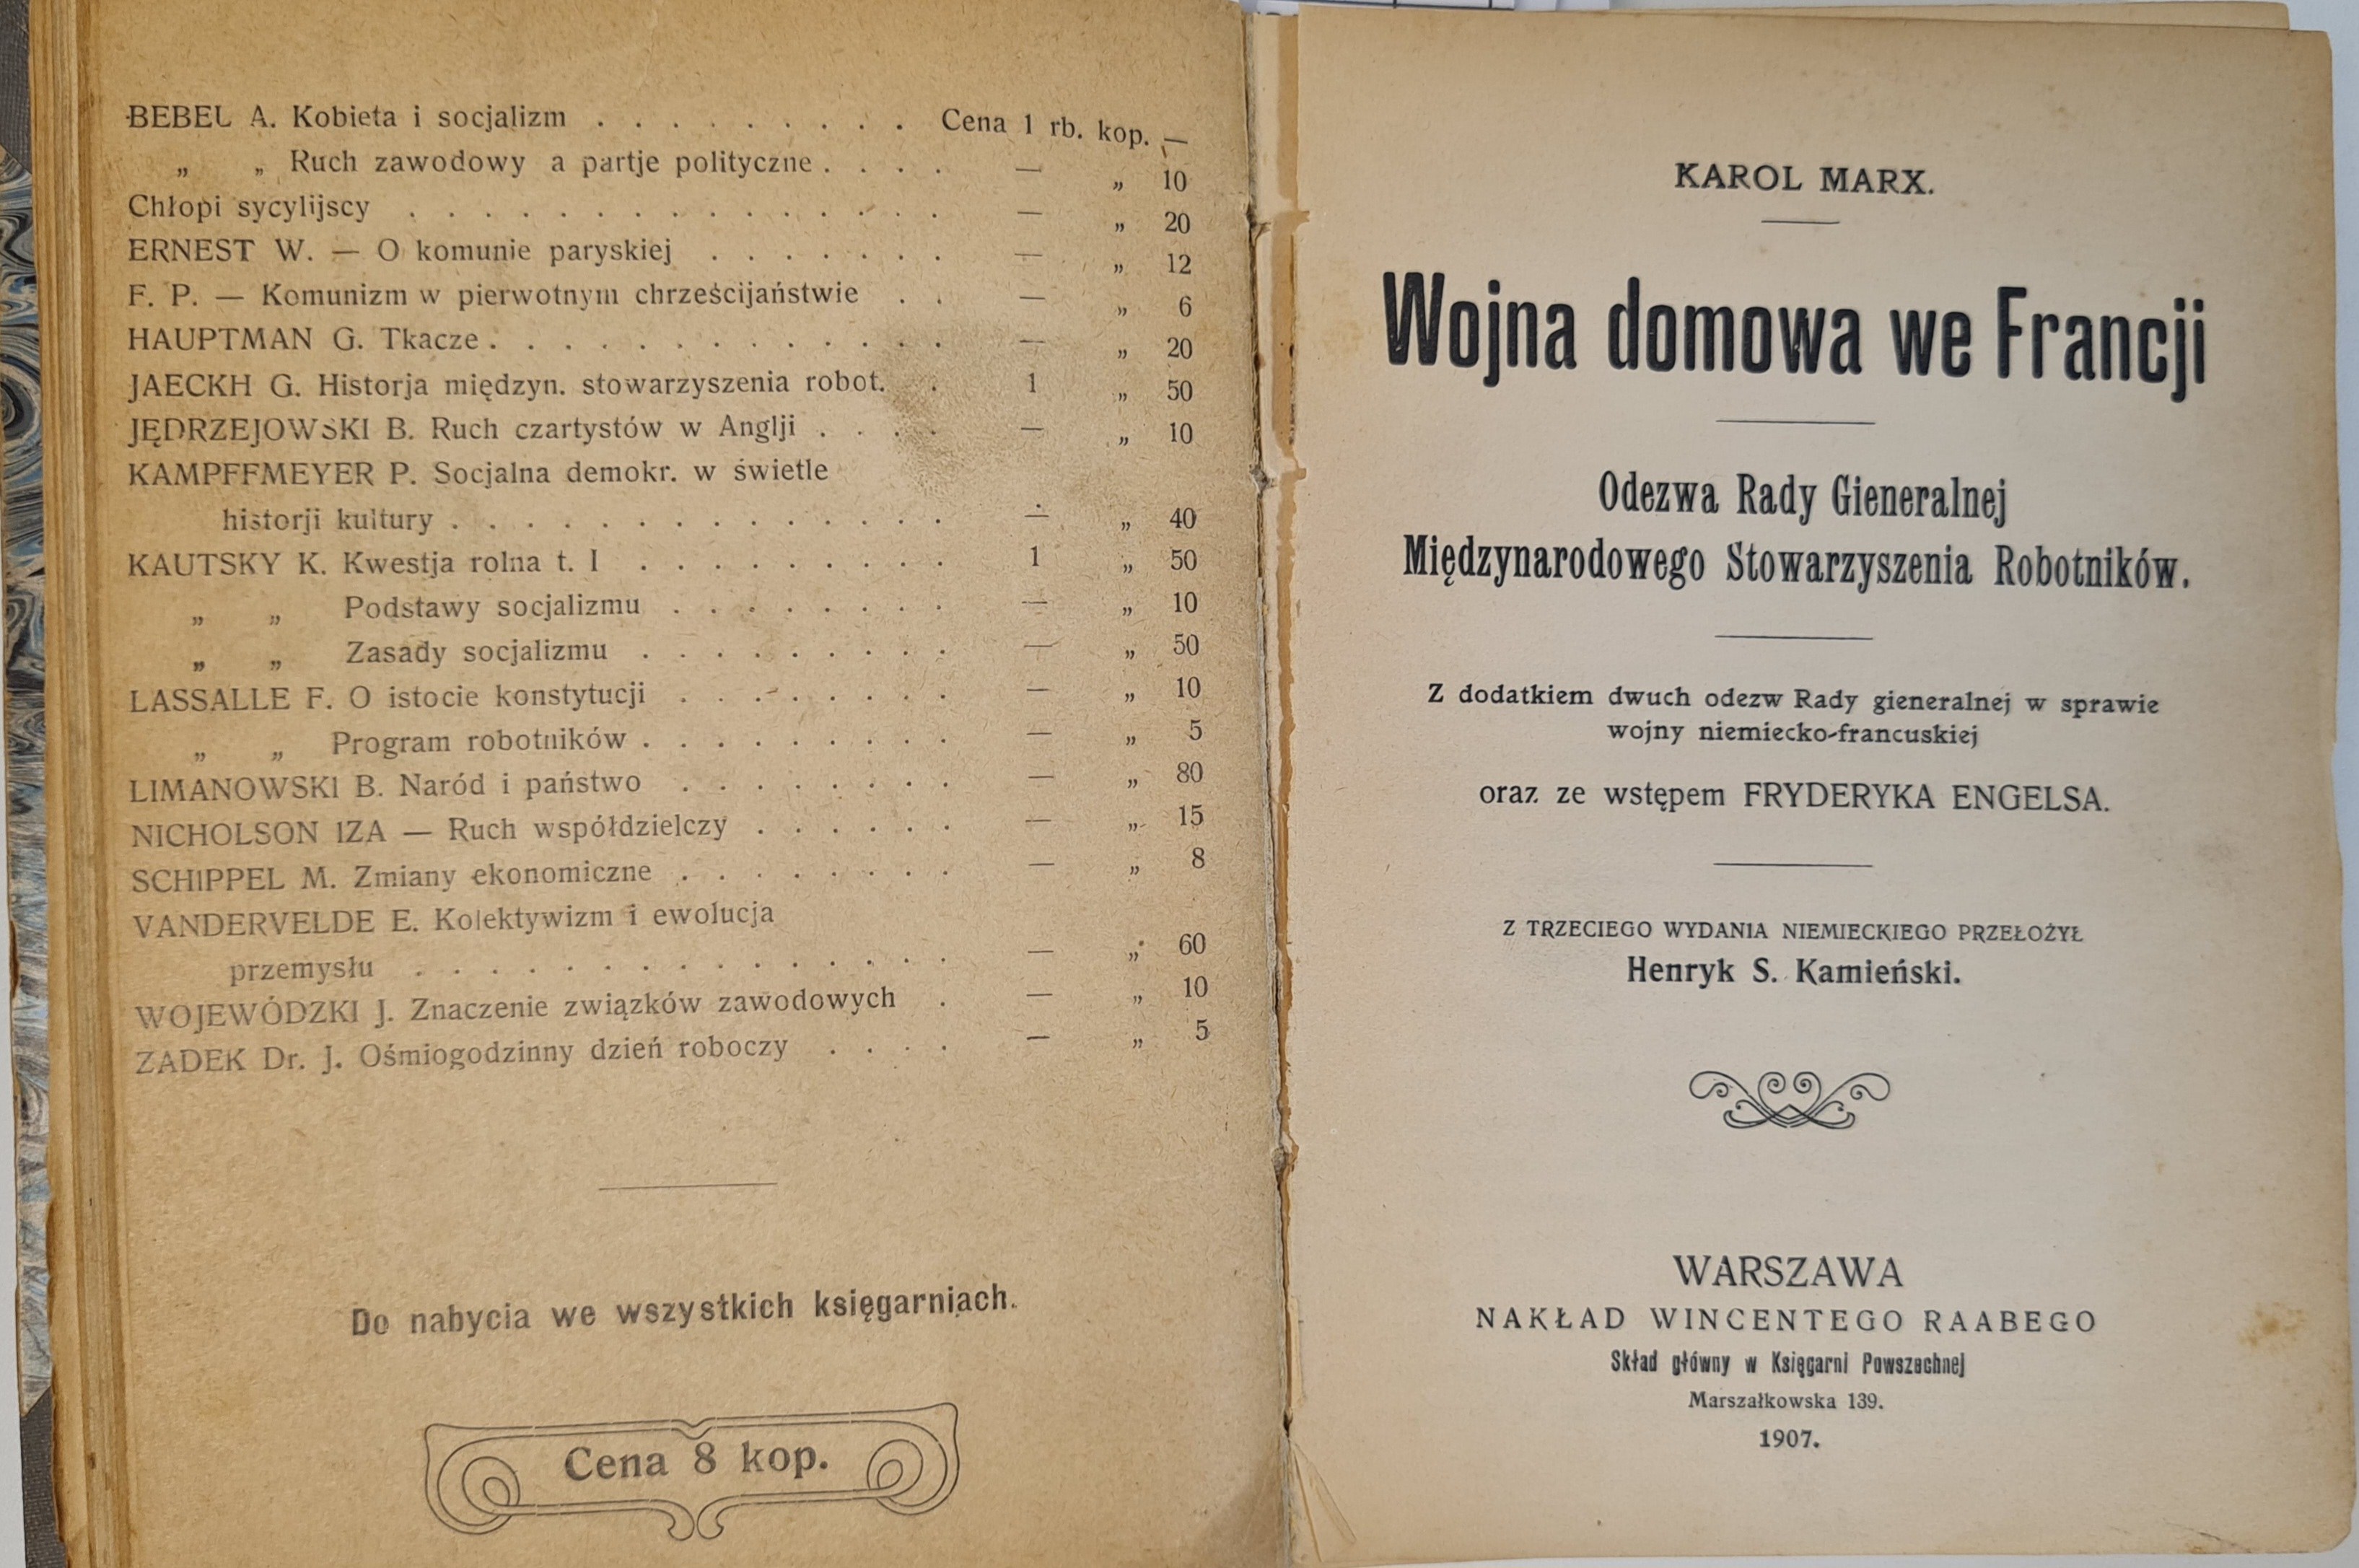 BEBEL A. Kobieta i socjalizm . . . . . . . . . Cena 1 rb. kop. —
„ „ Ruch zawodowy a partje polityczne . . . . — „ 10
Chłopi sycylijscy . . . . . . . . . . . . . . . — „ 20
ERNEST W. — O komunie paryskiej . . . . . . . — „ 12
F. P. — Komunizm w pierwotnym chrześcijaństwie . . — „ 6
HAUPTMAN G. Tkacze . . . . . . . . . . . . . — „ 20
JAECKH G. Historja międzyn. stowarzyszenia robot. . 1 „ 50
JĘDRZEJOWSKI B. Ruch czartystów w Anglji . . . . — „ 10
KAMPFFMEYER P. Socjalna demokr. w świetle
historji kultury . . . . . . . . . . . . . . — „ 40
KAUTSKY K. Kwestja rolna t. I . . . . . . . . . 1 „ 50
„ „ Podstawy socjalizmu . . . . . . . . — „ 10
„ „ Zasady socjalizmu . . . . . . . . . — „ 50
LASSALLE F. O istocie konstytucji . . . . . . . . — „ 10
„ „ Program robotników . . . . . . . . . — „ 5
LIMANOWSKI B. Naród i państwo . . . . . . . . — „ 80
NICHOLSON IZA — Ruch współdzielczy . . . . . . — „ 15
SCHIPPEL M. Zmiany ekonomiczne . . . . . . . . — „ 8
VANDERVELDE E. Kolektywizm i ewolucja
przemysłu . . . . . . . . . . . . . . . — „ 60
WOJEWÓDZKI J. Znaczenie związków zawodowych . — „ 10
ZADEK Dr. J. Ośmiogodzinny dzień roboczy . . . . — „ 5
Do nabycia we wszystkich księgarniach.
Cena 8 kop.
KAROL MARX.
Wojna domowa we Francji
Odezwa Rady Gieneralnej
Międzynarodowego Stowarzyszenia Robotników.
Z dodatkiem dwuch odezw Rady gieneralnej w sprawie
wojny niemiecko-francuskiej
oraz ze wstępem FRYDERYKA ENGELSA.
Z TRZECIEGO WYDANIA NIEMIECKIEGO PRZEŁOŻYŁ
Henryk S. Kamieński.
WARSZAWA
NAKŁAD WINCENTEGO RAABEGO
Skład główny w Księgarni Powszechnej
Marszałkowska 139.
1907.